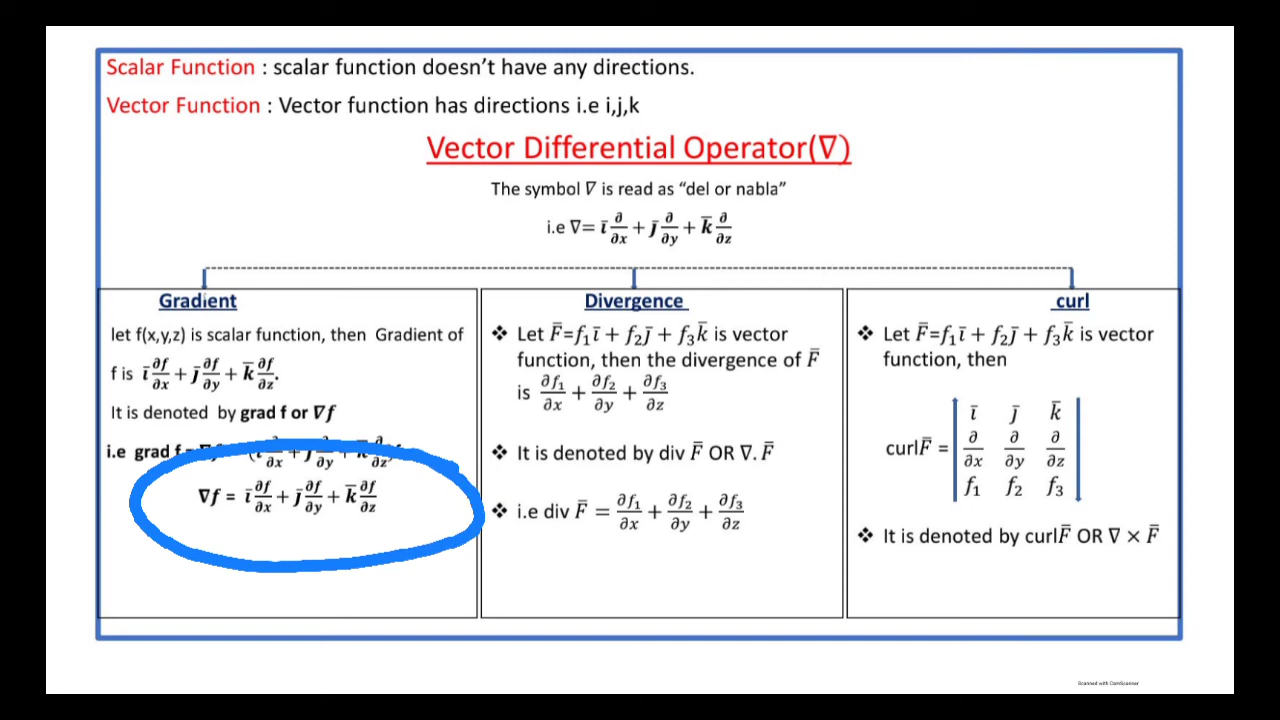 Scalar Function : scalar function doesn't have any directions.
Vector Function : Vector function has directions i.e i,j,k
Vector Differential Operator(∇)
The symbol ∇ is read as “del or nabla”
i.e ∇= ī ∂/∂x + j̄ ∂/∂y + k̄ ∂/∂z
Gradient
let f(x,y,z) is scalar function, then Gradient of
f is ī ∂f/∂x + j̄ ∂f/∂y + k̄ ∂f/∂z.
It is denoted by grad f or ∇f
i.e grad f = ∇f = (ī ∂/∂x + j̄ ∂/∂y + k̄ ∂/∂z)f
∇f = ī ∂f/∂x + j̄ ∂f/∂y + k̄ ∂f/∂z
Divergence
❖ Let F̄=f₁ī + f₂j̄ + f₃k̄ is vector
function, then the divergence of F̄
is ∂f₁/∂x + ∂f₂/∂y + ∂f₃/∂z
❖ It is denoted by div F̄ OR ∇. F̄
❖ i.e div F̄ = ∂f₁/∂x + ∂f₂/∂y + ∂f₃/∂z
curl
❖ Let F̄=f₁ī + f₂j̄ + f₃k̄ is vector
function, then
curlF̄ = | ī j̄ k̄ |
| ∂/∂x ∂/∂y ∂/∂z |
| f₁ f₂ f₃ |
❖ It is denoted by curlF̄ OR ∇ × F̄
Scanned with CamScanner